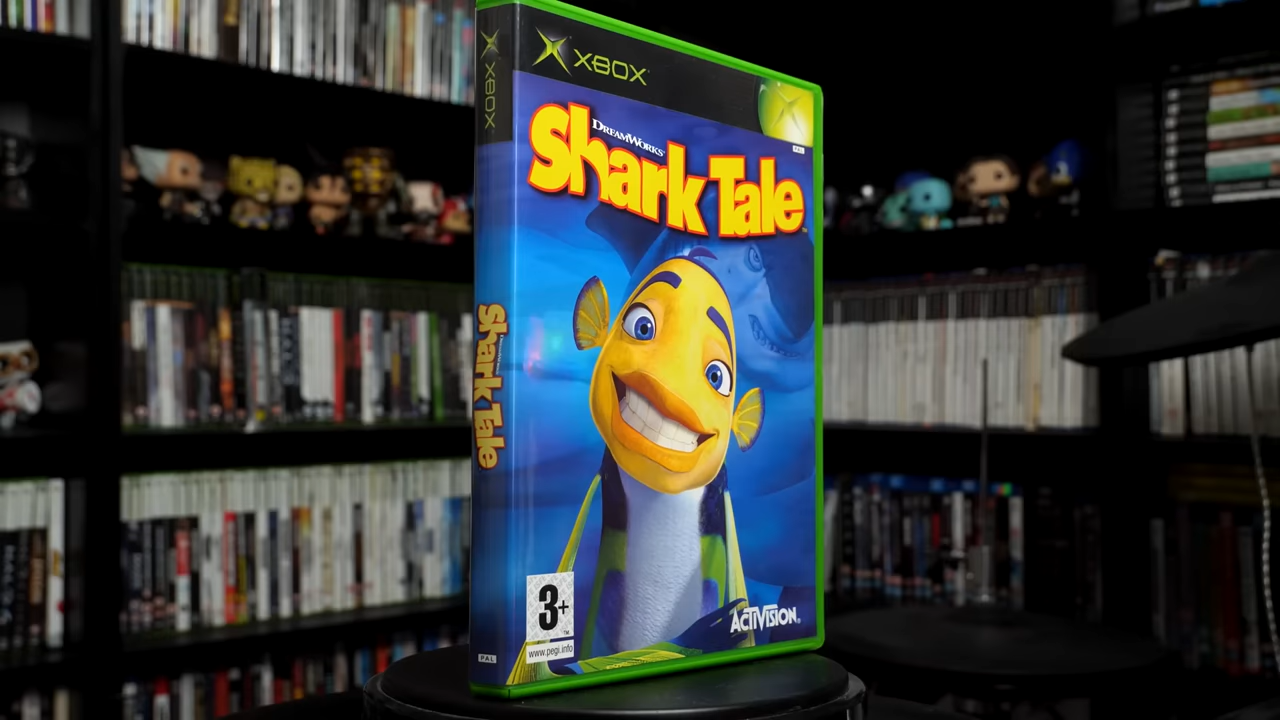 XBOX
XBOX
DREAMWORKS
Shark Tale
PAL
Shark Tale
3+
www.pegi.info
ACTIVISION
PAL